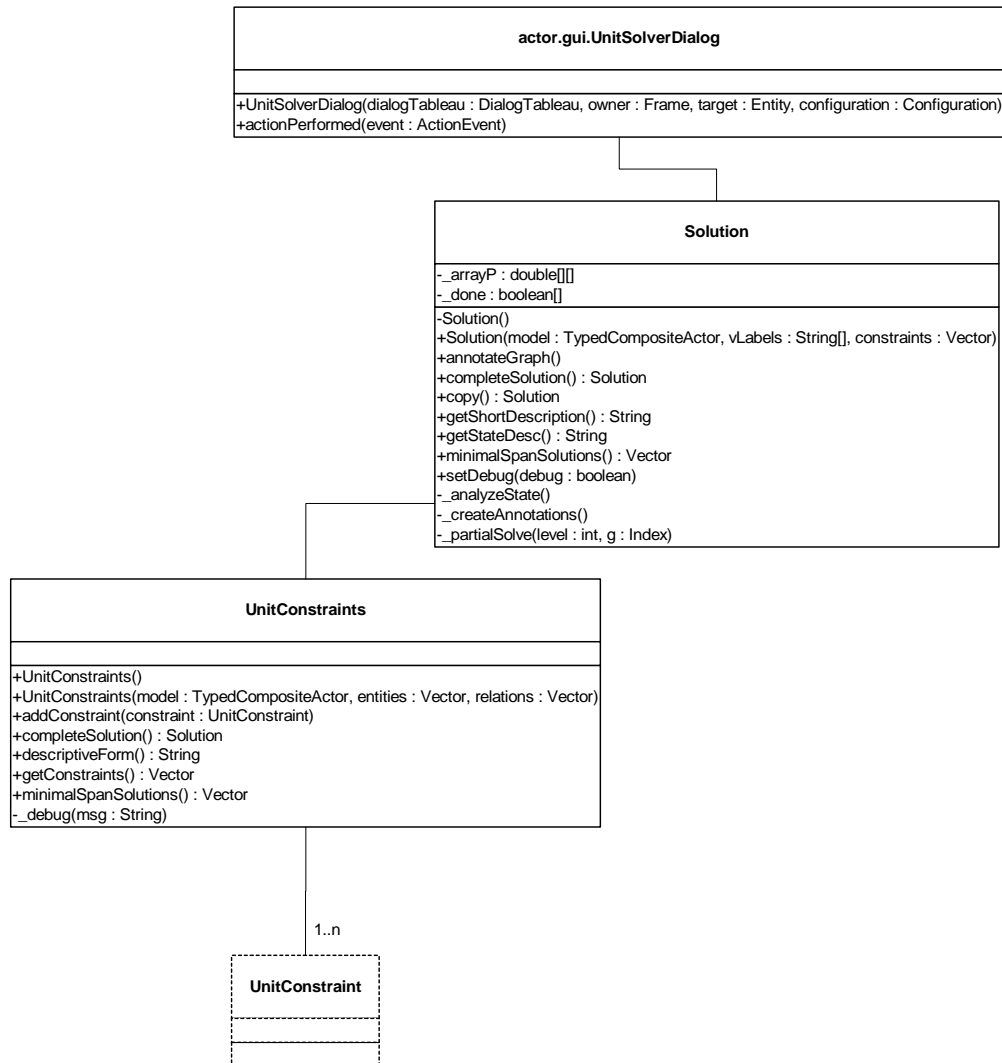 actor.gui.UnitSolverDialog
+UnitSolverDialog(dialogTableau : DialogTableau, owner : Frame, target : Entity, configuration : Configuration)
+actionPerformed(event : ActionEvent)
Solution
-_arrayP : double[][]
-_done : boolean[]
-Solution()
+Solution(model : TypedCompositeActor, vLabels : String[], constraints : Vector)
+annotateGraph()
+completeSolution() : Solution
+copy() : Solution
+getShortDescription() : String
+getStateDesc() : String
+minimalSpanSolutions() : Vector
+setDebug(debug : boolean)
-_analyzeState()
-_createAnnotations()
-_partialSolve(level : int, g : Index)
UnitConstraints
+UnitConstraints()
+UnitConstraints(model : TypedCompositeActor, entities : Vector, relations : Vector)
+addConstraint(constraint : UnitConstraint)
+completeSolution() : Solution
+descriptiveForm() : String
+getConstraints() : Vector
+minimalSpanSolutions() : Vector
-_debug(msg : String)
1..n
UnitConstraint